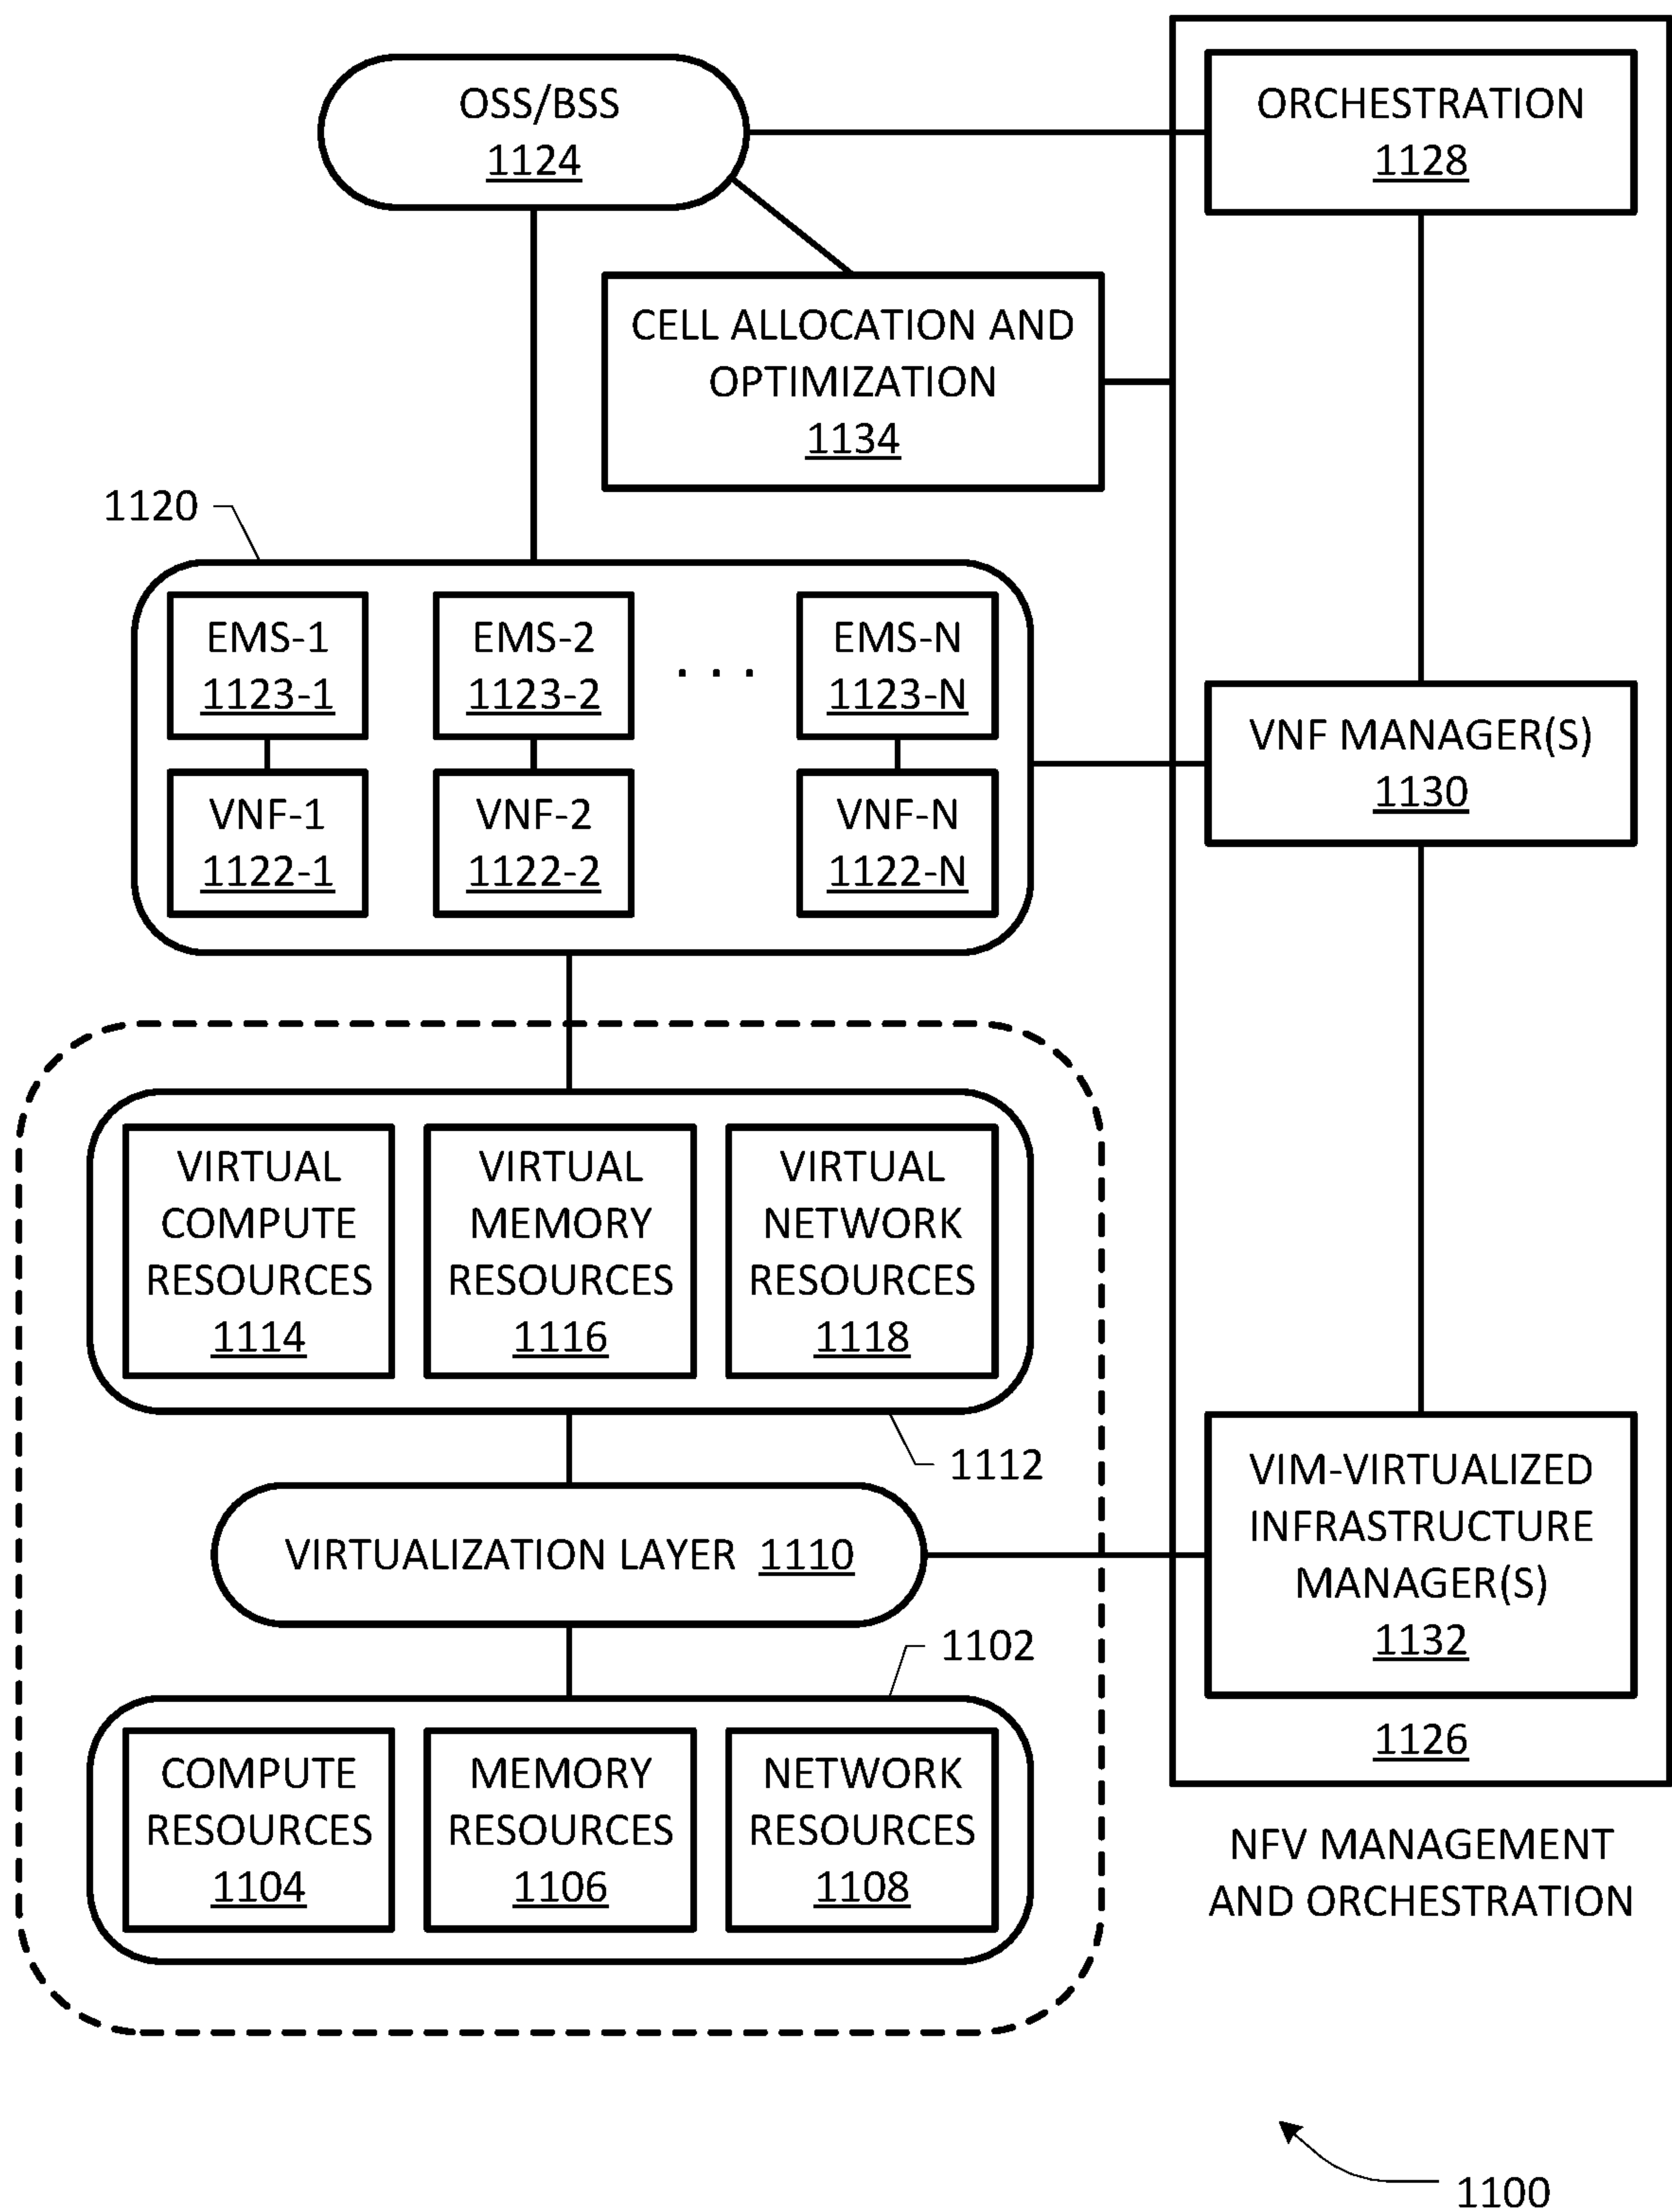 OSS/BSS
1124
ORCHESTRATION
1128
CELL ALLOCATION AND
OPTIMIZATION
1134
1120
EMS-1
1123-1
EMS-2
1123-2
. . .
EMS-N
1123-N
VNF-1
1122-1
VNF-2
1122-2
VNF-N
1122-N
VNF MANAGER(S)
1130
VIRTUAL
COMPUTE
RESOURCES
1114
VIRTUAL
MEMORY
RESOURCES
1116
VIRTUAL
NETWORK
RESOURCES
1118
1112
VIRTUALIZATION LAYER 1110
VIM-VIRTUALIZED
INFRASTRUCTURE
MANAGER(S)
1132
1102
COMPUTE
RESOURCES
1104
MEMORY
RESOURCES
1106
NETWORK
RESOURCES
1108
1126
NFV MANAGEMENT
AND ORCHESTRATION
1100